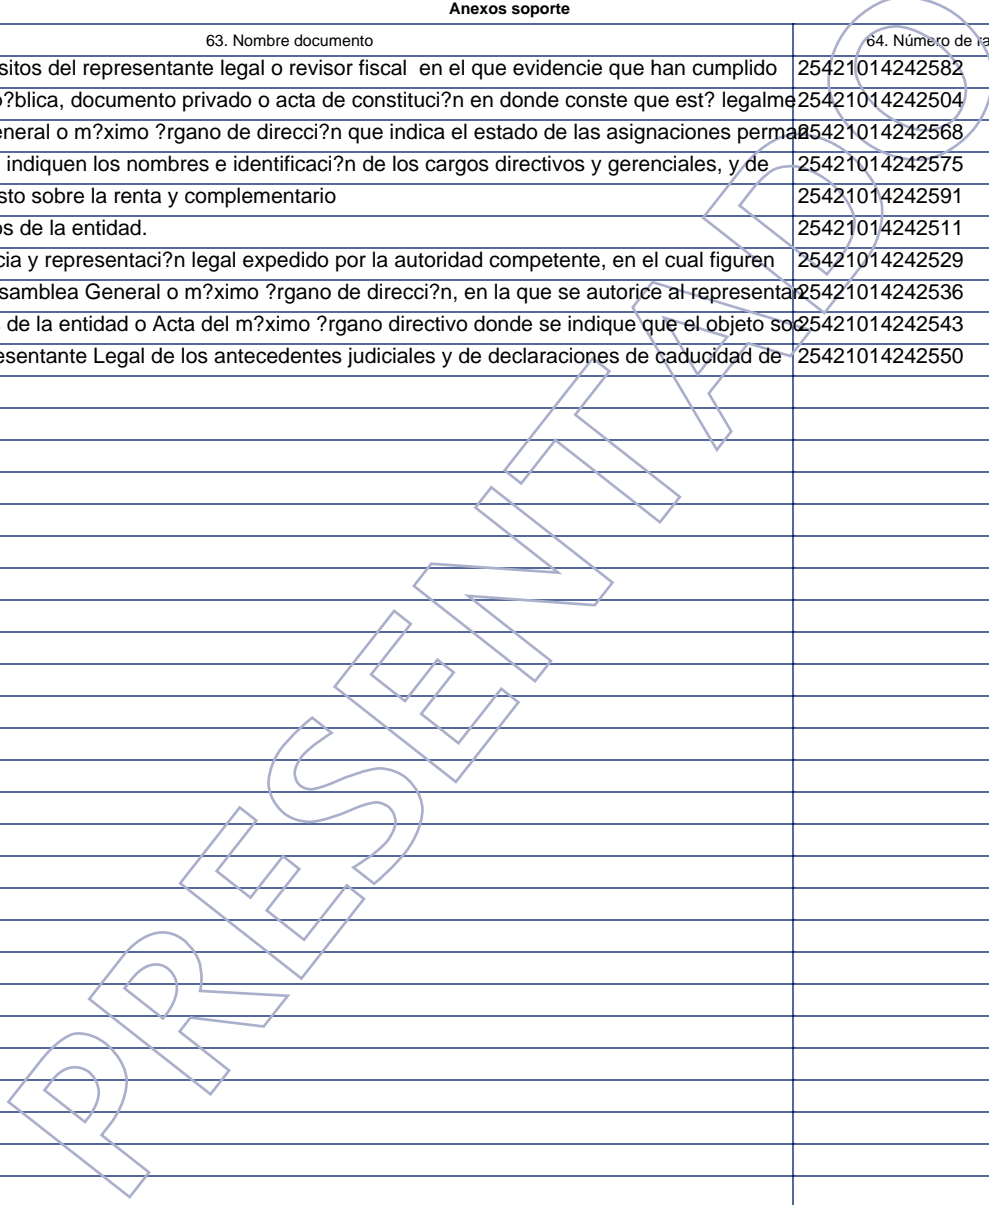 Anexos soporte
63. Nombre documento 64. Número de ra
sitos del representante legal o revisor fiscal en el que evidencie que han cumplido 25421014242582
?blica, documento privado o acta de constituci?n en donde conste que est? legalme 25421014242504
eneral o m?ximo ?rgano de direcci?n que indica el estado de las asignaciones perman 25421014242568
indiquen los nombres e identificaci?n de los cargos directivos y gerenciales, y de 25421014242575
sto sobre la renta y complementario 25421014242591
os de la entidad. 25421014242511
cia y representaci?n legal expedido por la autoridad competente, en el cual figuren 25421014242529
samblea General o m?ximo ?rgano de direcci?n, en la que se autorice al representan 25421014242536
de la entidad o Acta del m?ximo ?rgano directivo donde se indique que el objeto soc 25421014242543
esentante Legal de los antecedentes judiciales y de declaraciones de caducidad de 25421014242550
PRESENTADO